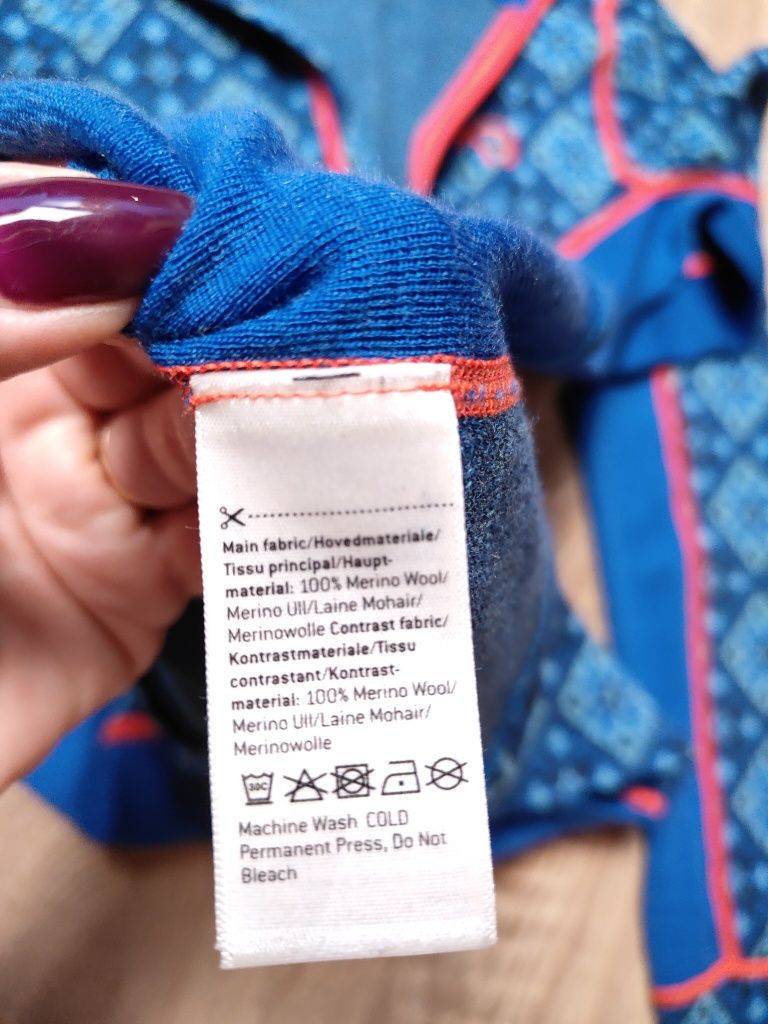 Main fabric/Hovedmateriale/
Tissu principal/Haupt-
material: 100% Merino Wool/
Merino Ull/Laine Mohair/
Merinowolle Contrast fabric/
Kontrastmateriale/Tissu
contrastant/Kontrast-
material: 100% Merino Wool/
Merino Ull/Laine Mohair/
Merinowolle
30C
Machine Wash COLD
Permanent Press, Do Not
Bleach